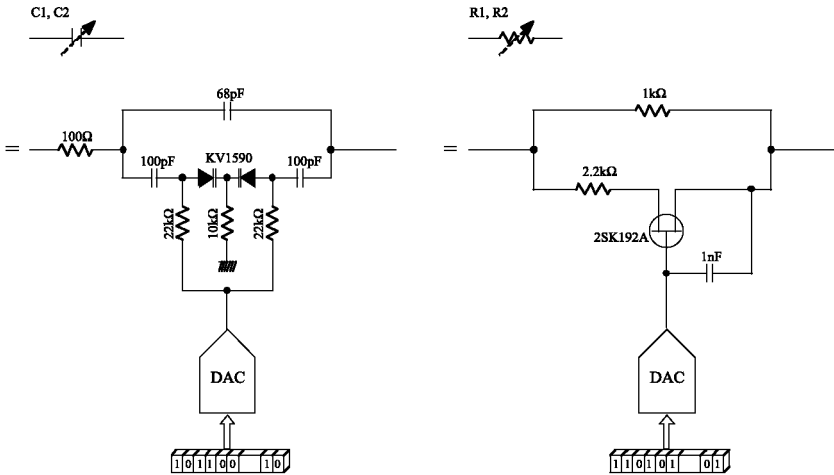 C1, C2
=
100Ω
68pF
100pF
KV1590
100pF
22kΩ
10kΩ
22kΩ
DAC
1 0 1 1 0 0 1 0
R1, R2
=
1kΩ
2.2kΩ
2SK192A
1nF
DAC
1 1 0 1 0 1 0 1